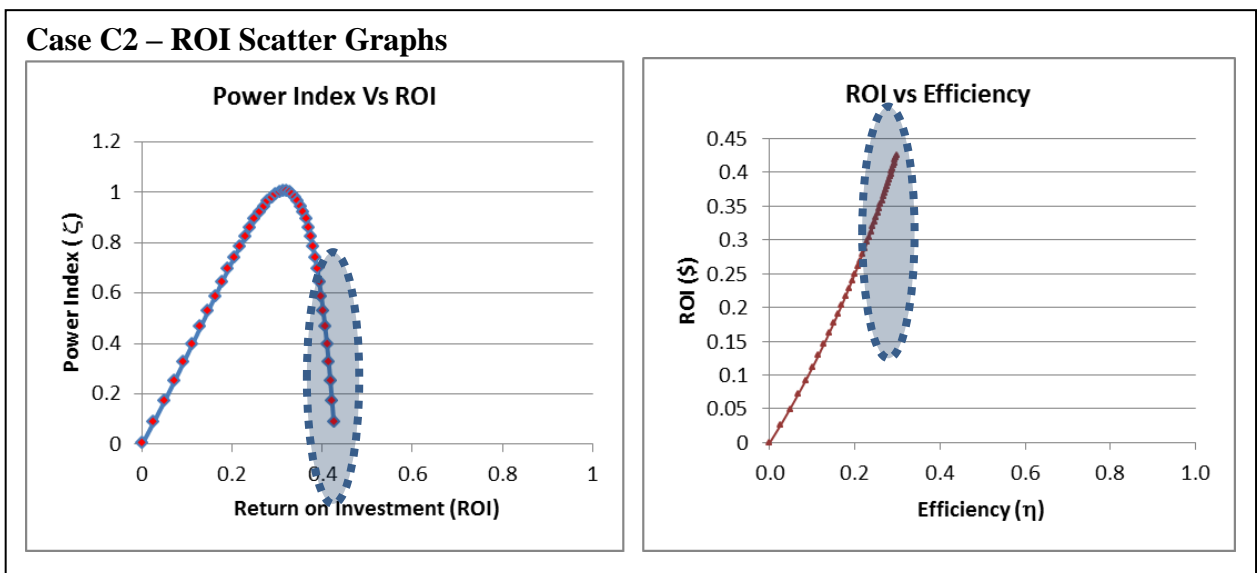 Case C2 – ROI Scatter Graphs
Power Index Vs ROI
Power Index ( ζ)
1.2
1
0.8
0.6
0.4
0.2
0
0 0.2 0.4 0.6 0.8 1
Return on Investment (ROI)
ROI vs Efficiency
ROI ($)
0.45
0.4
0.35
0.3
0.25
0.2
0.15
0.1
0.05
0
0.0 0.2 0.4 0.6 0.8 1.0
Efficiency (η)